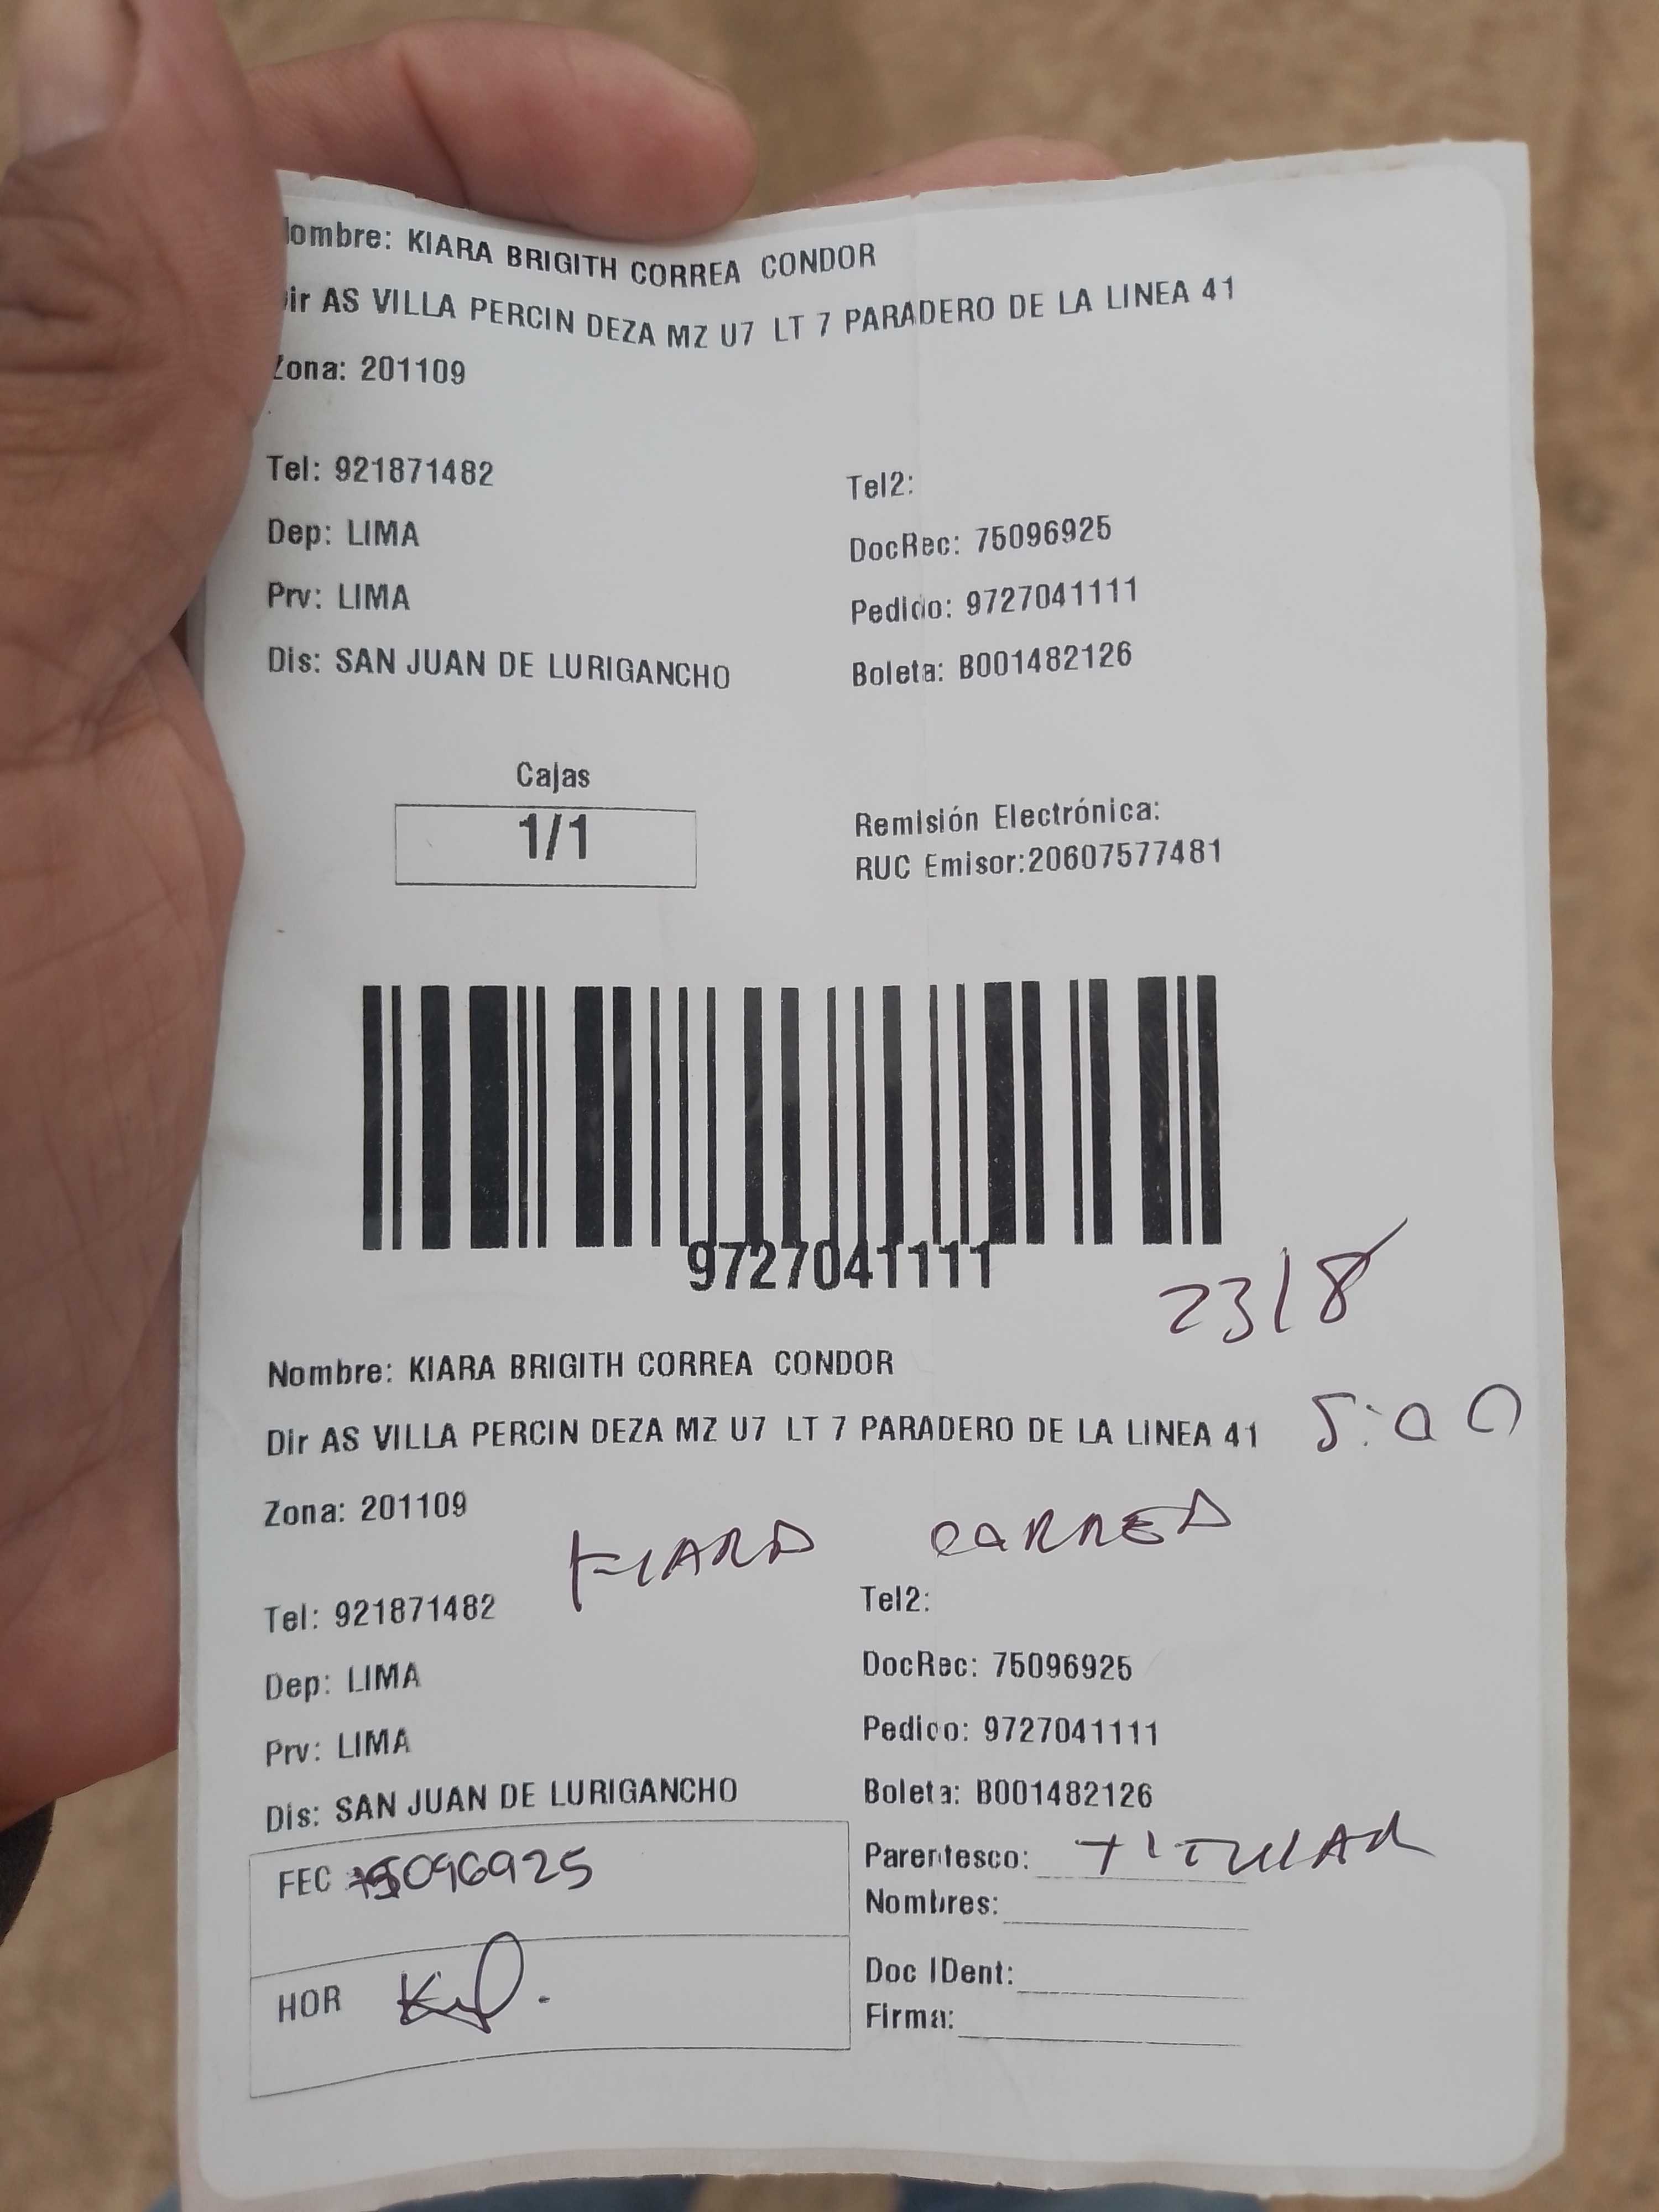 ombre: KIARA BRIGITH CORREA CONDOR
ir AS VILLA PERCIN DEZA MZ U7 LT 7 PARADERO DE LA LINEA 41
Zona: 201109
Tel: 921871482
Tel2:
Dep: LIMA
DocRec: 75096925
Prv: LIMA
Pedido: 9727041111
Dis: SAN JUAN DE LURIGANCHO
Boleta: B001482126
Cajas
1/1
Remisión Electrónica:
RUC Emisor:20607577481
9727041111
23/8
Nombre: KIARA BRIGITH CORREA CONDOR
Dir AS VILLA PERCIN DEZA MZ U7 LT 7 PARADERO DE LA LINEA 41
5:00
Zona: 201109
KIARA CORREA
Tel: 921871482
Tel2:
Dep: LIMA
DocRec: 75096925
Prv: LIMA
Pedido: 9727041111
Dis: SAN JUAN DE LURIGANCHO
Boleta: B001482126
FEC 75096925
Parentesco: TITULAR
Nombres:
HOR
Doc IDent:
Firma: